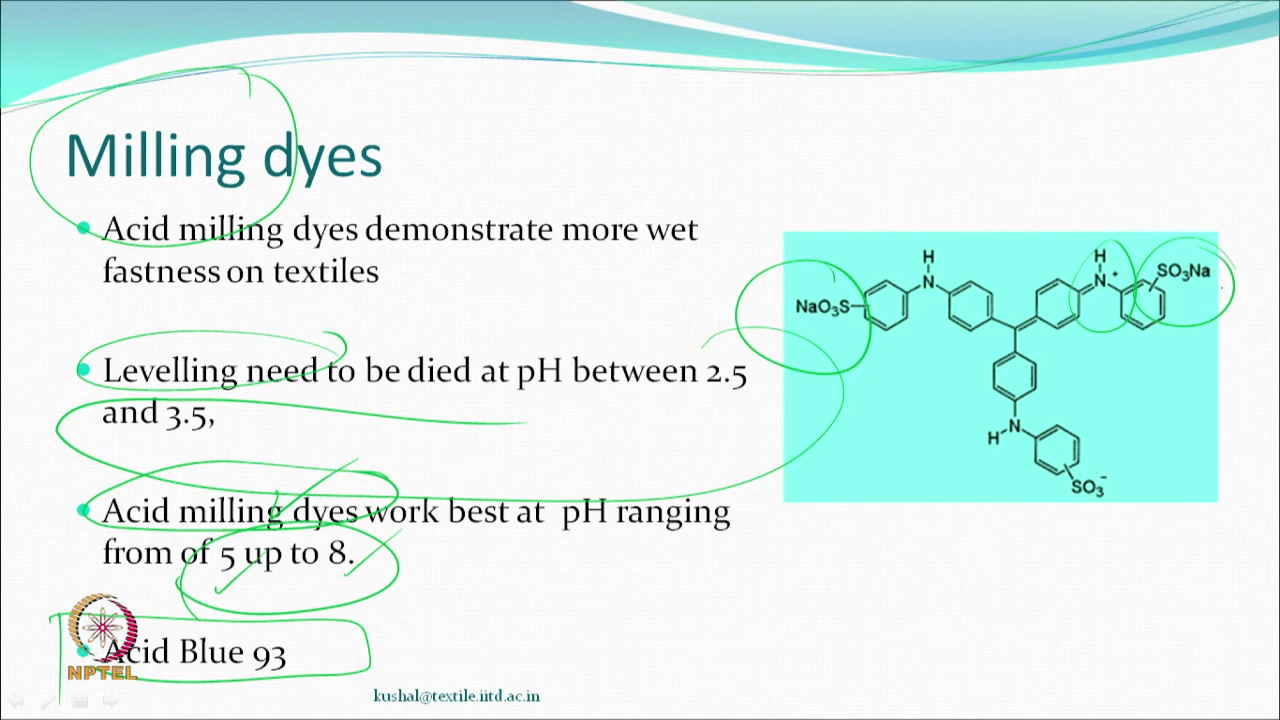 Milling dyes
Acid milling dyes demonstrate more wet
fastness on textiles
Levelling need to be died at pH between 2.5
and 3.5,
Acid milling dyes work best at pH ranging
from of 5 up to 8.
Acid Blue 93
H
N
NaO₃S
H
N
+
SO₃Na
H
N
SO₃⁻
NPTEL
kushal@textile.iitd.ac.in